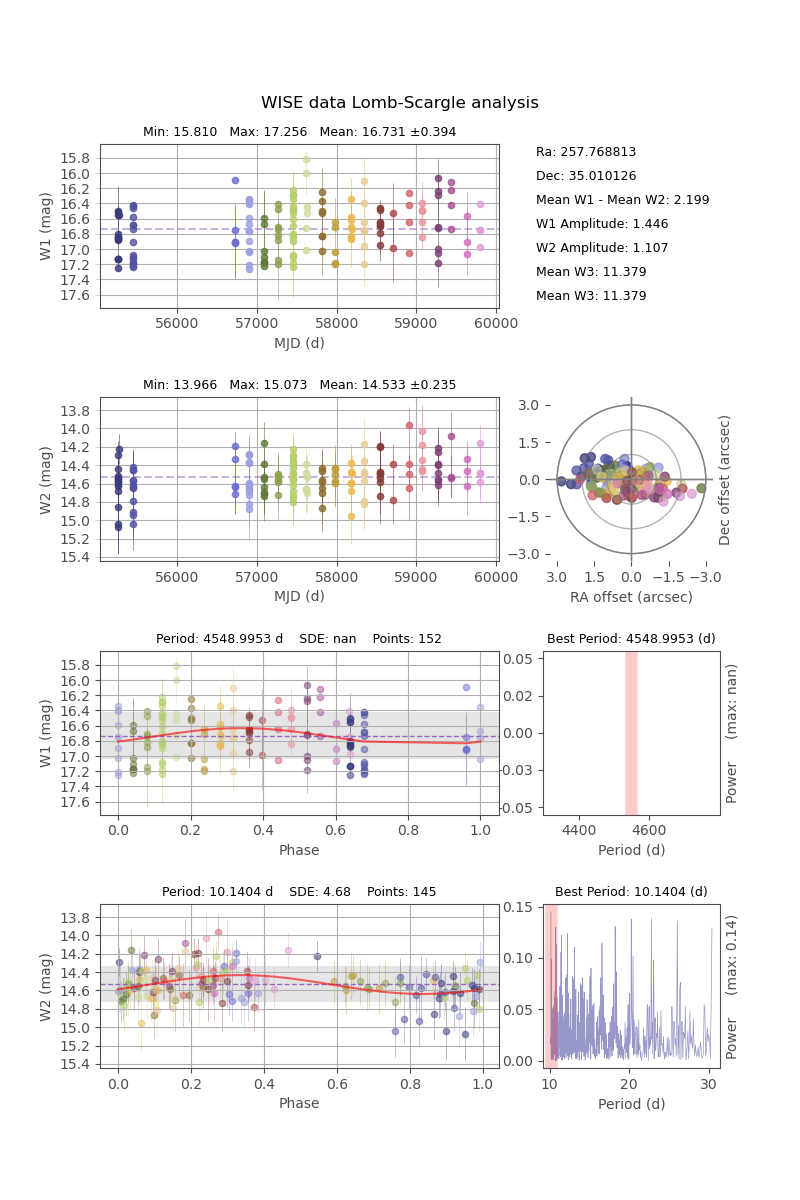 WISE data Lomb-Scargle analysis
Min: 15.810 Max: 17.256 Mean: 16.731 ±0.394
15.8
16.0
16.2
16.4
16.6
16.8
17.0
17.2
17.4
17.6
W1 (mag)
56000 57000 58000 59000 60000
MJD (d)
Ra: 257.768813
Dec: 35.010126
Mean W1 - Mean W2: 2.199
W1 Amplitude: 1.446
W2 Amplitude: 1.107
Mean W3: 11.379
Mean W3: 11.379
Min: 13.966 Max: 15.073 Mean: 14.533 ±0.235
13.8
14.0
14.2
14.4
14.6
14.8
15.0
15.2
15.4
W2 (mag)
56000 57000 58000 59000 60000
MJD (d)
3.0
1.5
0.0
−1.5
−3.0
Dec offset (arcsec)
3.0 1.5 0.0 −1.5 −3.0
RA offset (arcsec)
Period: 4548.9953 d SDE: nan Points: 152
15.8
16.0
16.2
16.4
16.6
16.8
17.0
17.2
17.4
17.6
W1 (mag)
0.0 0.2 0.4 0.6 0.8 1.0
Phase
Best Period: 4548.9953 (d)
0.05
0.02
0.00
-0.03
-0.05
Power (max: nan)
4400 4600
Period (d)
Period: 10.1404 d SDE: 4.68 Points: 145
13.8
14.0
14.2
14.4
14.6
14.8
15.0
15.2
15.4
W2 (mag)
0.0 0.2 0.4 0.6 0.8 1.0
Phase
Best Period: 10.1404 (d)
0.15
0.10
0.05
0.00
Power (max: 0.14)
10 20 30
Period (d)